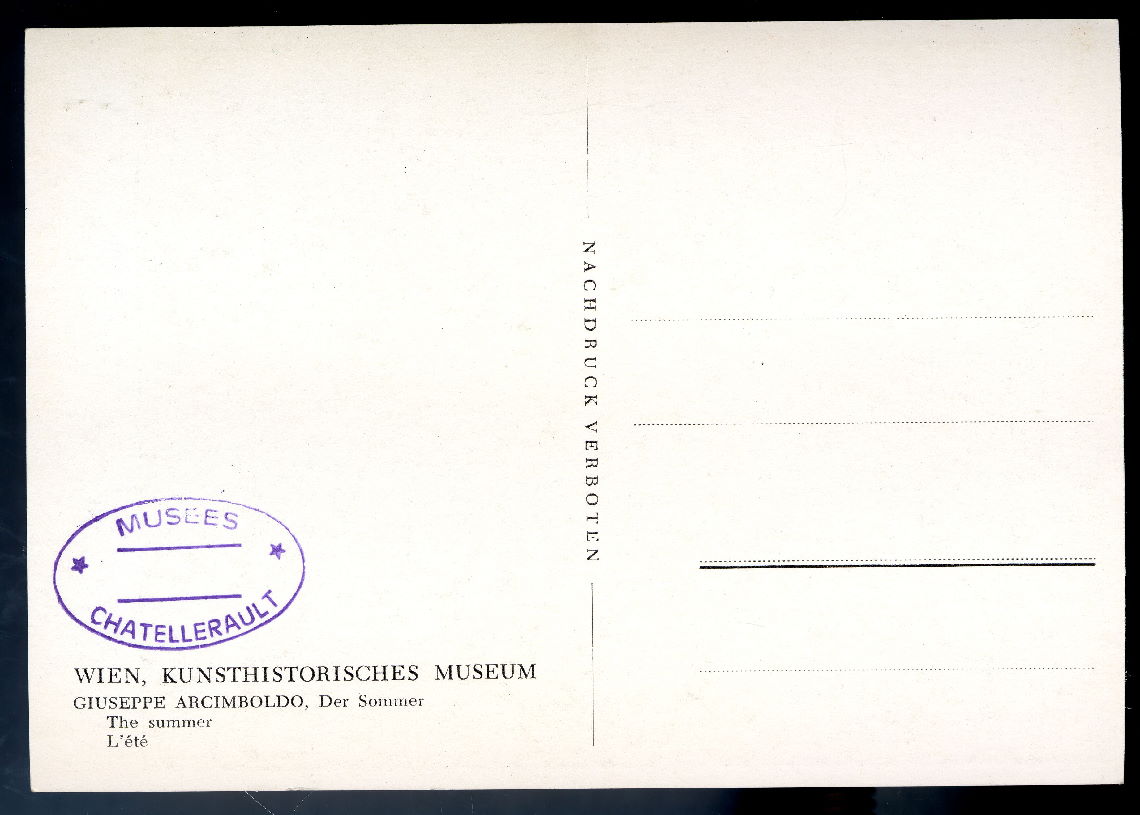 MUSEES
CHATELLERAULT
WIEN, KUNSTHISTORISCHES MUSEUM
GIUSEPPE ARCIMBOLDO, Der Sommer
The summer
L'été
NACHDRUCK VERBOTEN